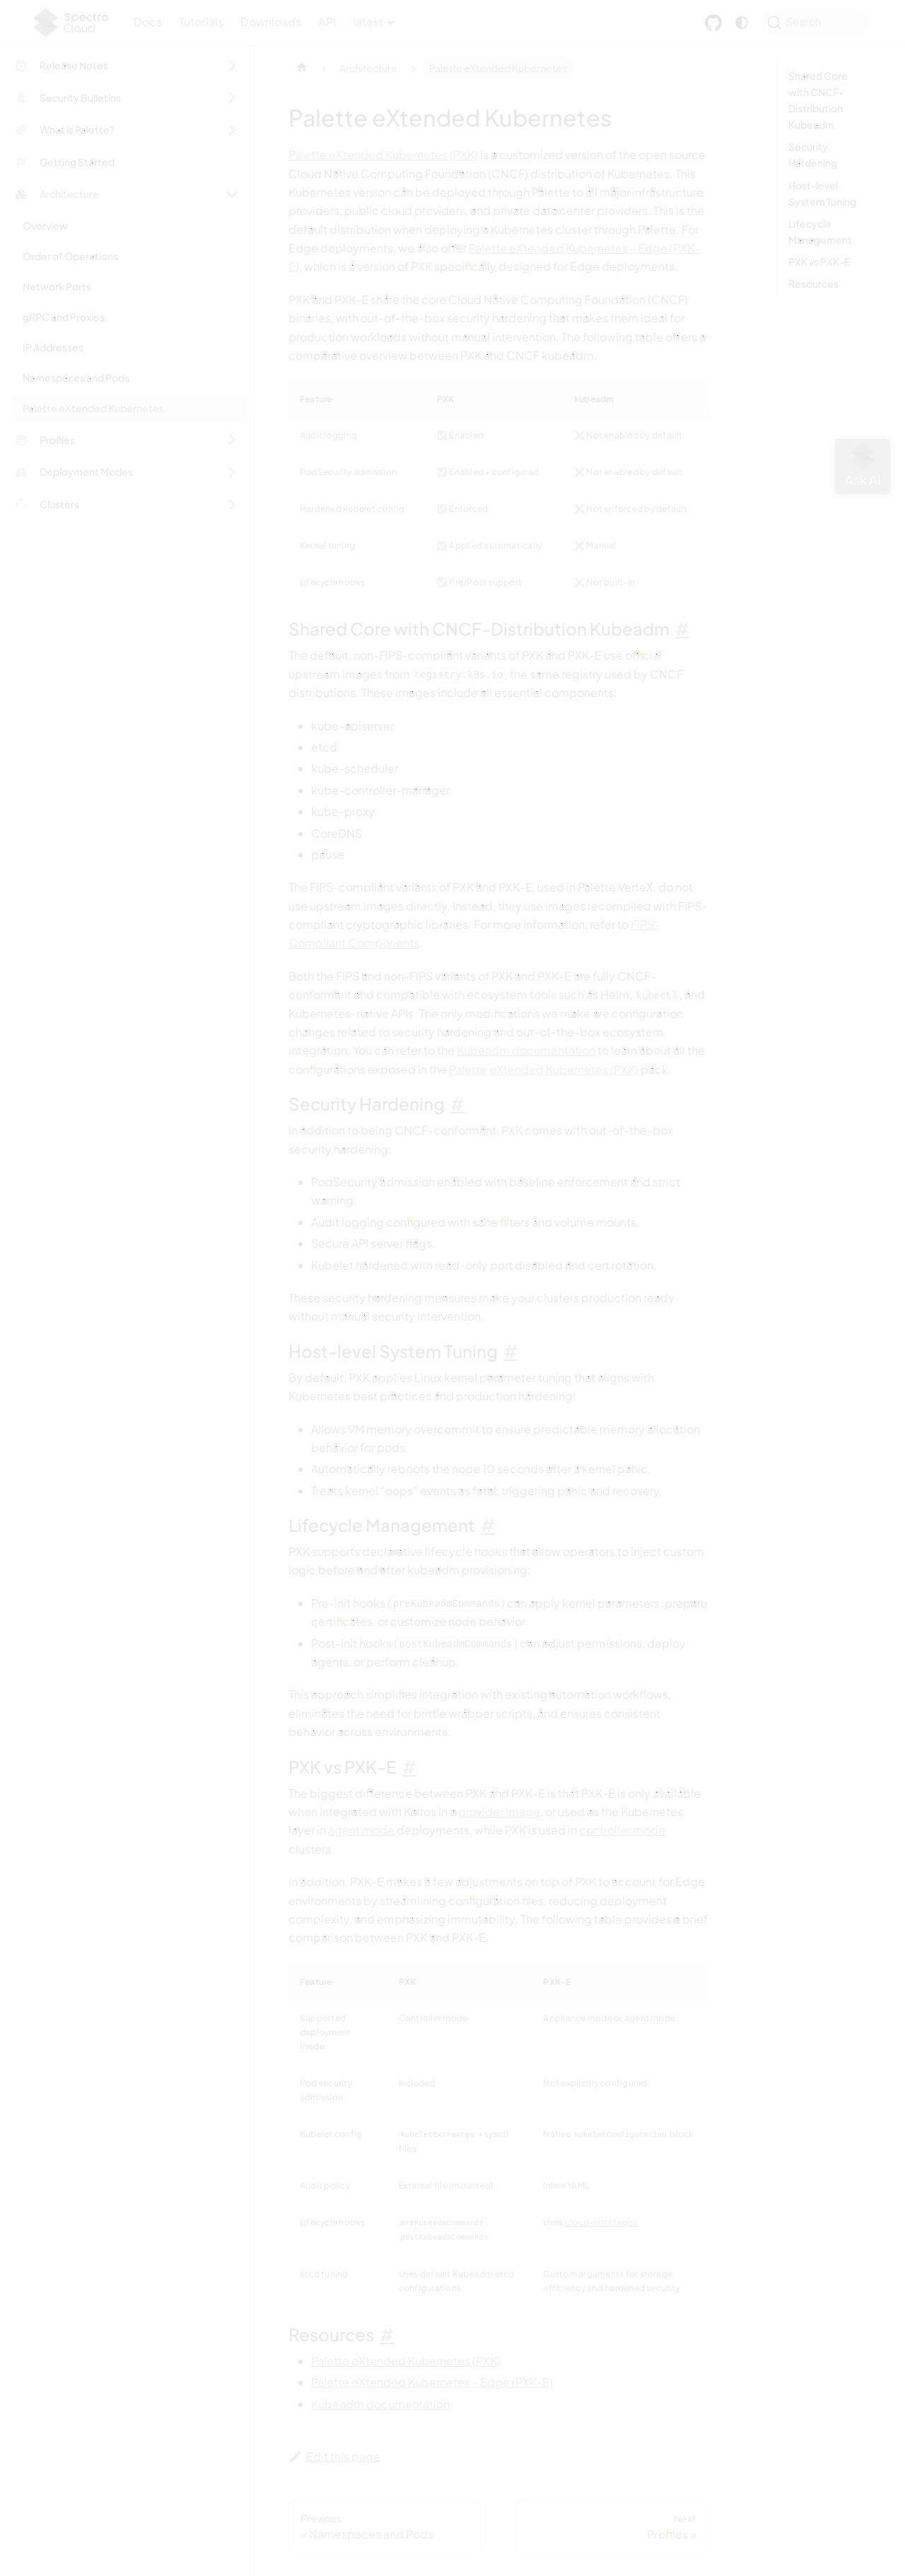 Spectro
Cloud
Docs
Tutorials
Downloads
API
latest
Search
Release Notes
Security Bulletins
What is Palette?
Getting Started
Architecture
Overview
Order of Operations
Network Ports
gRPC and Proxies
IP Addresses
Namespaces and Pods
Palette eXtended Kubernetes
Profiles
Deployment Modes
Clusters
Architecture
Palette eXtended Kubernetes
Palette eXtended Kubernetes
Palette eXtended Kubernetes (PXK) is a customized version of the open source
Cloud Native Computing Foundation (CNCF) distribution of Kubernetes. This
Kubernetes version can be deployed through Palette to all major infrastructure
providers, public cloud providers, and private data center providers. This is the
default distribution when deploying a Kubernetes cluster through Palette. For
Edge deployments, we also offer Palette eXtended Kubernetes - Edge (PXK-
E), which is a version of PXK specifically designed for Edge deployments.
PXK and PXK-E share the core Cloud Native Computing Foundation (CNCF)
binaries, with out-of-the-box security hardening that makes them ideal for
production workloads without manual intervention. The following table offers a
comparative overview between PXK and CNCF kubeadm.
Feature PXK kubeadm
Audit logging ✅ Enabled ❌ Not enabled by default
Pod Security admission ✅ Enabled + configured ❌ Not enabled by default
Hardened kubelet config ✅ Enforced ❌ Not enforced by default
Kernel tuning ✅ Applied automatically ❌ Manual
Lifecycle hooks ✅ Pre/Post support ❌ Not built-in
Shared Core with CNCF-Distribution Kubeadm #
The default, non-FIPS-compliant variants of PXK and PXK-E use official
upstream images from registry.k8s.io, the same registry used by CNCF
distributions. These images include all essential components:
• kube-apiserver
• etcd
• kube-scheduler
• kube-controller-manager
• kube-proxy
• CoreDNS
• pause
The FIPS-compliant variants of PXK and PXK-E, used in Palette VerteX, do not
use upstream images directly. Instead, they use images recompiled with FIPS-
compliant cryptographic libraries. For more information, refer to FIPS-
Compliant Components.
Both the FIPS and non-FIPS variants of PXK and PXK-E are fully CNCF-
conformant and compatible with ecosystem tools such as Helm, kubectl, and
Kubernetes-native APIs. The only modifications we make are configuration
changes related to security hardening and out-of-the-box ecosystem
integration. You can refer to the Kubeadm documentation to learn about all the
configurations exposed in the Palette eXtended Kubernetes (PXK) pack.
Security Hardening #
In addition to being CNCF-conformant, PXK comes with out-of-the-box
security hardening:
• PodSecurity admission enabled with baseline enforcement and strict
warning.
• Audit logging configured with sane filters and volume mounts.
• Secure API server flags.
• Kubelet hardened with read-only port disabled and cert rotation.
These security hardening measures make your clusters production ready
without manual security intervention.
Host-level System Tuning #
By default, PXK applies Linux kernel parameter tuning that aligns with
Kubernetes best practices and production hardening:
• Allows VM memory overcommit to ensure predictable memory allocation
behavior for pods.
• Automatically reboots the node 10 seconds after a kernel panic.
• Treats kernel "oops" events as fatal, triggering panic and recovery.
Lifecycle Management #
PXK supports declarative lifecycle hooks that allow operators to inject custom
logic before and after kubeadm provisioning:
• Pre-init hooks (preKubeadmCommands) can apply kernel parameters, prepare
certificates, or customize node behavior.
• Post-init hooks (postKubeadmCommands) can adjust permissions, deploy
agents, or perform cleanup.
This approach simplifies integration with existing automation workflows,
eliminates the need for brittle wrapper scripts, and ensures consistent
behavior across environments.
PXK vs PXK-E #
The biggest difference between PXK and PXK-E is that PXK-E is only available
when integrated with Kairos in a provider image, or used as the Kubernetes
layer in agent mode deployments, while PXK is used in controller mode
clusters.
In addition, PXK-E makes a few adjustments on top of PXK to account for Edge
environments by streamlining configuration files, reducing deployment
complexity, and emphasizing immutability. The following table provides a brief
comparison between PXK and PXK-E.
Feature PXK PXK-E
Supported
deployment
mode Controller mode Appliance mode or agent mode
Pod security
admission Included Not explicitly configured
Kubelet config kubeletExtraArgs + sysctl
files Native KubeletConfiguration block
Audit policy External file (mounted) Inline YAML
Lifecycle hooks preKubeadmCommands,
postKubeadmCommands Uses cloud-init stages
etcd tuning Uses default Kubeadm etcd
configurations Custom arguments for storage
efficiency and hardened security
Resources #
• Palette eXtended Kubernetes (PXK)
• Palette eXtended Kubernetes - Edge (PXK-E)
• Kubeadm documentation
Edit this page
Previous
« Namespaces and Pods
Next
Profiles »
Shared Core
with CNCF-
Distribution
Kubeadm
Security
Hardening
Host-level
System Tuning
Lifecycle
Management
PXK vs PXK-E
Resources
Ask AI